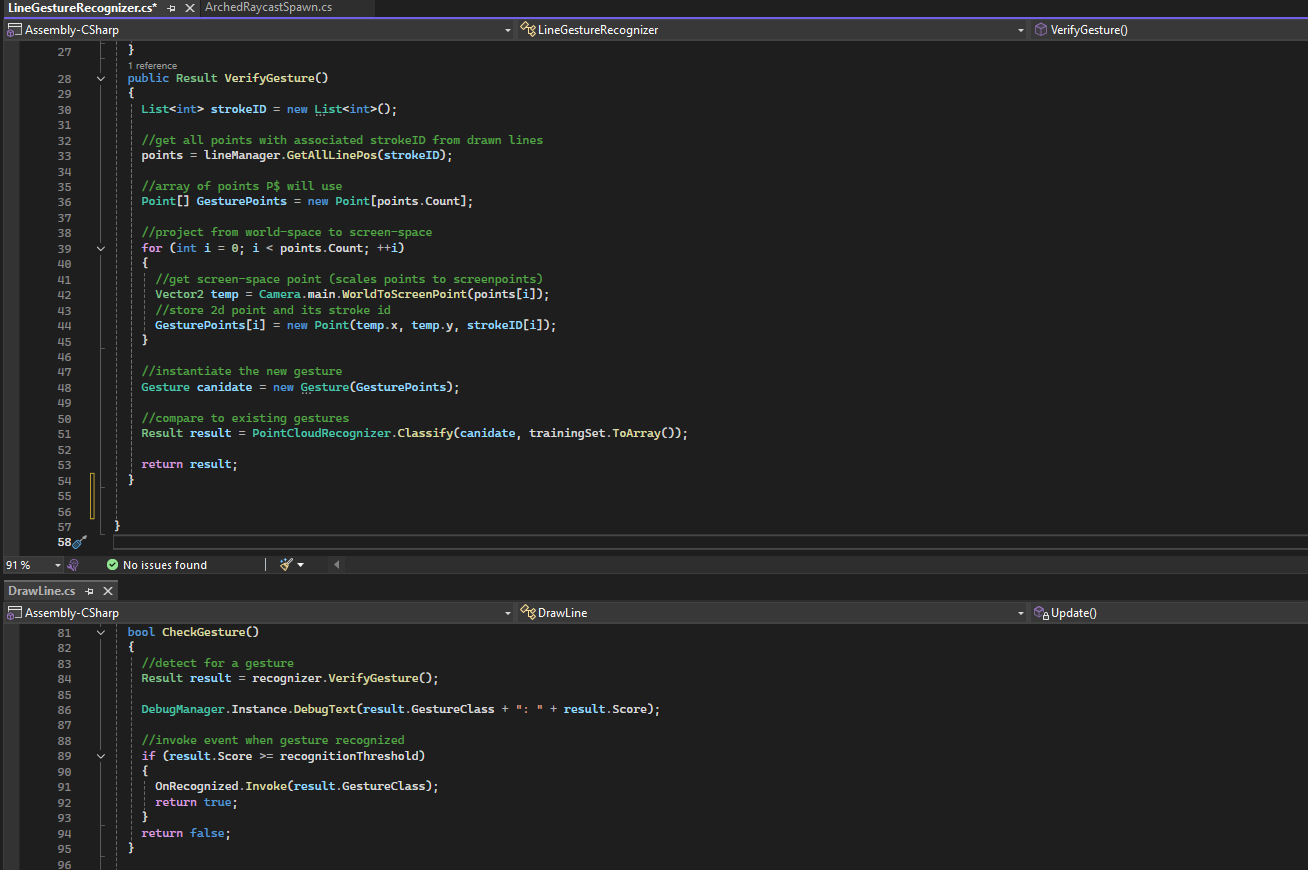 LineGestureRecognizer.cs* ArchedRaycastSpawn.cs
Assembly-CSharp LineGestureRecognizer VerifyGesture()
27 }
1 reference
28 public Result VerifyGesture()
29 {
30 List<int> strokeID = new List<int>();
31
32 //get all points with associated strokeID from drawn lines
33 points = lineManager.GetAllLinePos(strokeID);
34
35 //array of points P$ will use
36 Point[] GesturePoints = new Point[points.Count];
37
38 //project from world-space to screen-space
39 for (int i = 0; i < points.Count; ++i)
40 {
41 //get screen-space point (scales points to screenpoints)
42 Vector2 temp = Camera.main.WorldToScreenPoint(points[i]);
43 //store 2d point and its stroke id
44 GesturePoints[i] = new Point(temp.x, temp.y, strokeID[i]);
45 }
46
47 //instantiate the new gesture
48 Gesture canidate = new Gesture(GesturePoints);
49
50 //compare to existing gestures
51 Result result = PointCloudRecognizer.Classify(canidate, trainingSet.ToArray());
52
53 return result;
54 }
55
56
57 }
58
91 % No issues found
DrawLine.cs
Assembly-CSharp DrawLine Update()
81 bool CheckGesture()
82 {
83 //detect for a gesture
84 Result result = recognizer.VerifyGesture();
85
86 DebugManager.Instance.DebugText(result.GestureClass + ": " + result.Score);
87
88 //invoke event when gesture recognized
89 if (result.Score >= recognitionThreshold)
90 {
91 OnRecognized.Invoke(result.GestureClass);
92 return true;
93 }
94 return false;
95 }
96